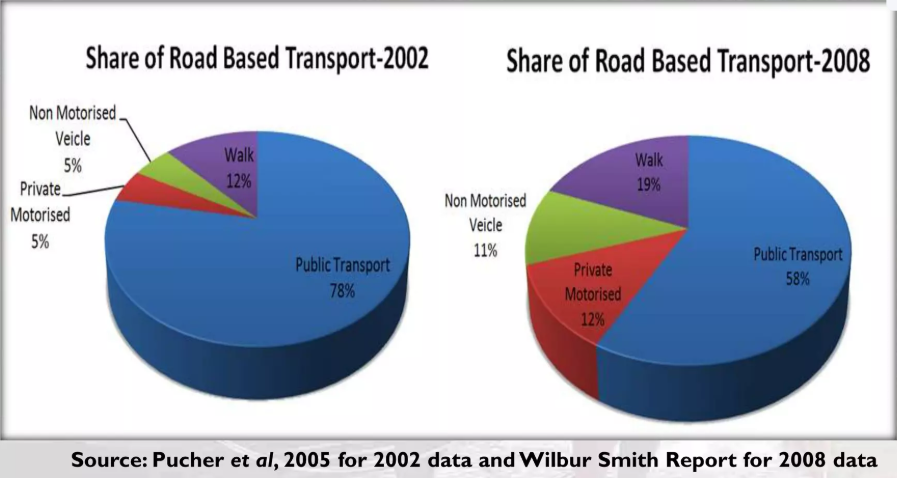 Share of Road Based Transport-2002
Non Motorised
Veicle
5%
Private
Motorised
5%
Walk
12%
Public Transport
78%
Share of Road Based Transport-2008
Walk
19%
Non Motorised
Veicle
11%
Private
Motorised
12%
Public Transport
58%
Source: Pucher et al, 2005 for 2002 data and Wilbur Smith Report for 2008 data